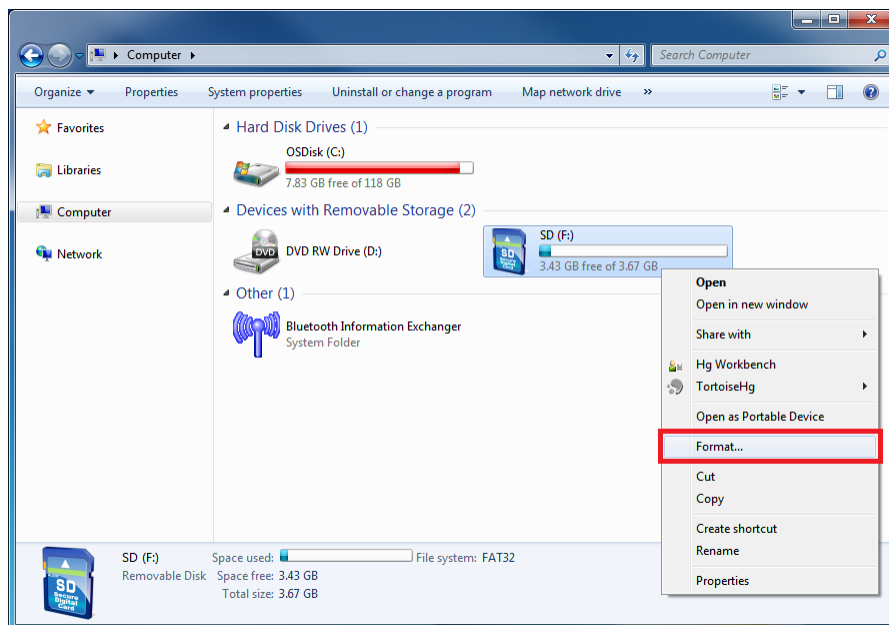 Computer
Search Computer
Organize Properties System properties Uninstall or change a program Map network drive »
Favorites
Libraries
Computer
Network
Hard Disk Drives (1)
OSDisk (C:)
7.83 GB free of 118 GB
Devices with Removable Storage (2)
DVD
DVD RW Drive (D:)
SD
SD (F:)
3.43 GB free of 3.67 GB
Other (1)
Bluetooth Information Exchanger
System Folder
Open
Open in new window
Share with
Hg Workbench
TortoiseHg
Open as Portable Device
Format...
Cut
Copy
Create shortcut
Rename
Properties
SD
Secure
Digital
Card
SD (F:) Space used: File system: FAT32
Removable Disk Space free: 3.43 GB
Total size: 3.67 GB